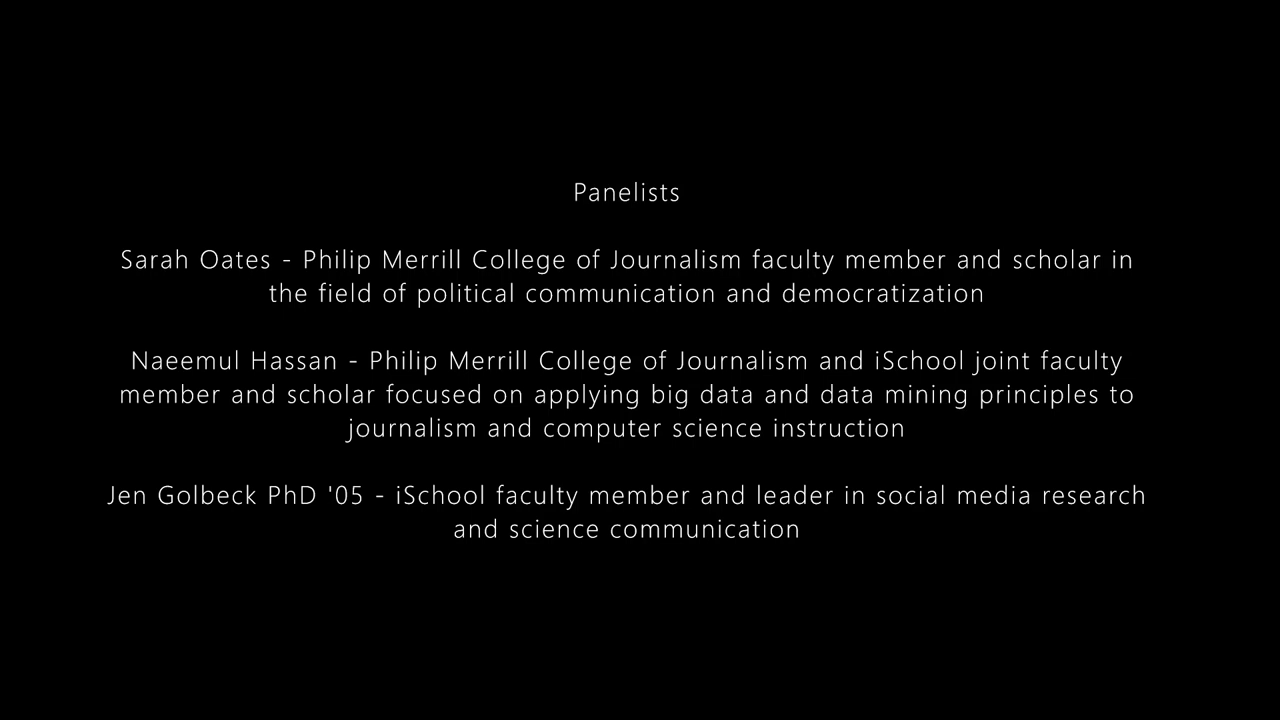 Panelists
Sarah Oates - Philip Merrill College of Journalism faculty member and scholar in
the field of political communication and democratization
Naeemul Hassan - Philip Merrill College of Journalism and iSchool joint faculty
member and scholar focused on applying big data and data mining principles to
journalism and computer science instruction
Jen Golbeck PhD '05 - iSchool faculty member and leader in social media research
and science communication